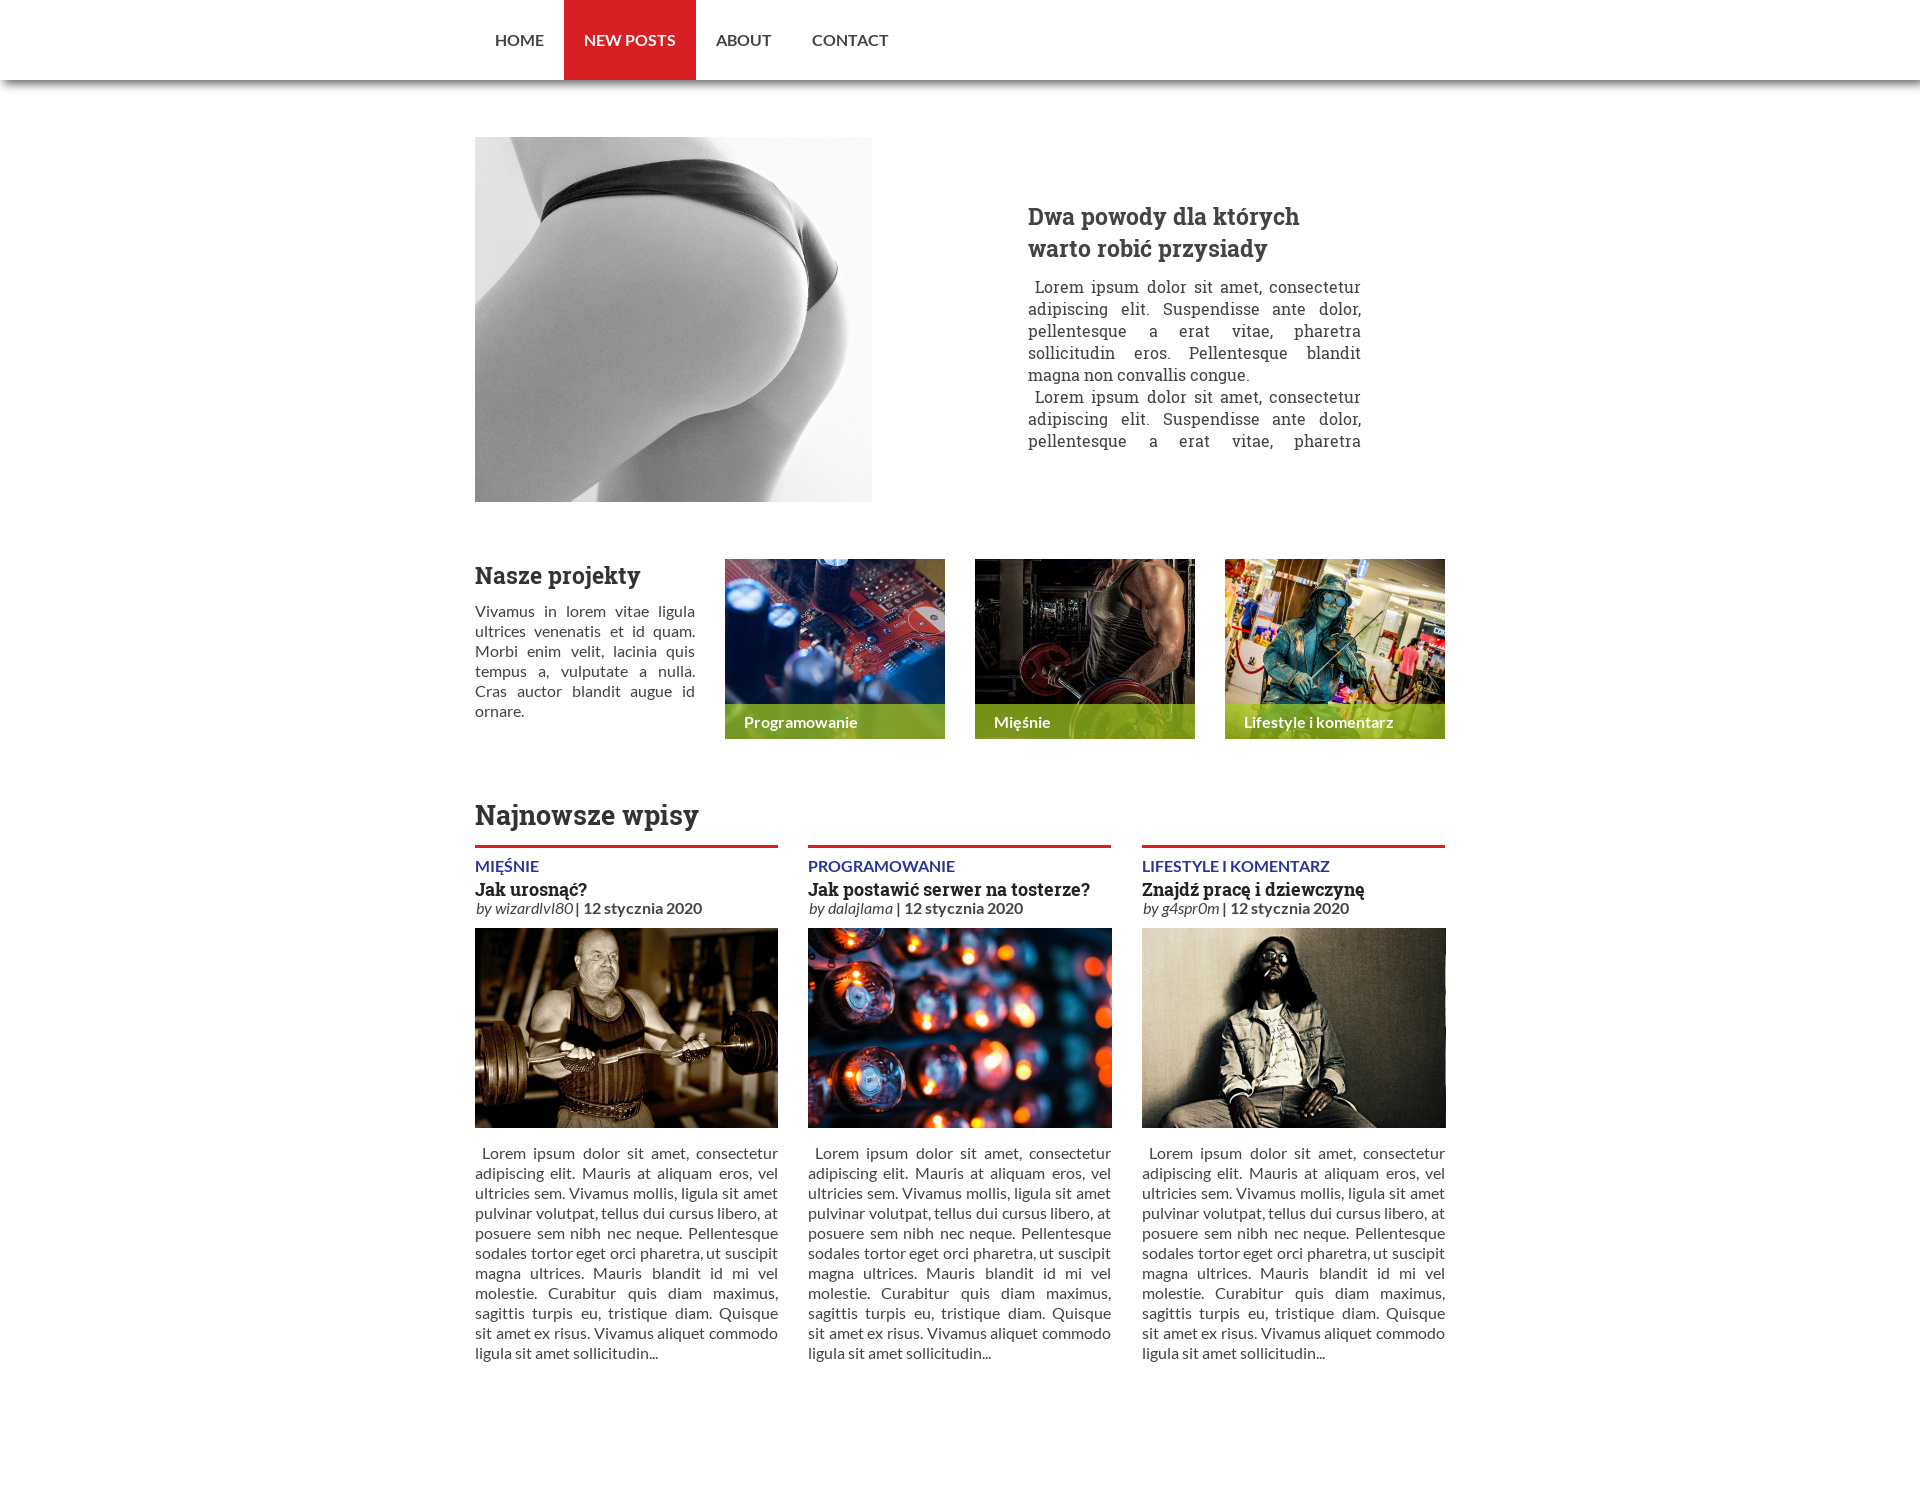 HOME NEW POSTS ABOUT CONTACT
Dwa powody dla których
warto robić przysiady
Lorem ipsum dolor sit amet, consectetur
adipiscing elit. Suspendisse ante dolor,
pellentesque a erat vitae, pharetra
sollicitudin eros. Pellentesque blandit
magna non convallis congue.
Lorem ipsum dolor sit amet, consectetur
adipiscing elit. Suspendisse ante dolor,
pellentesque a erat vitae, pharetra
Nasze projekty
Vivamus in lorem vitae ligula
ultrices venenatis et id quam.
Morbi enim velit, lacinia quis
tempus a, vulputate a nulla.
Cras auctor blandit augue id
ornare.
Programowanie
Mięśnie
Lifestyle i komentarz
Najnowsze wpisy
MIĘŚNIE
Jak urosnąć?
by wizardlvl80 | 12 stycznia 2020
Lorem ipsum dolor sit amet, consectetur
adipiscing elit. Mauris at aliquam eros, vel
ultricies sem. Vivamus mollis, ligula sit amet
pulvinar volutpat, tellus dui cursus libero, at
posuere sem nibh nec neque. Pellentesque
sodales tortor eget orci pharetra, ut suscipit
magna ultrices. Mauris blandit id mi vel
molestie. Curabitur quis diam maximus,
sagittis turpis eu, tristique diam. Quisque
sit amet ex risus. Vivamus aliquet commodo
ligula sit amet sollicitudin...
PROGRAMOWANIE
Jak postawić serwer na tosterze?
by dalajlama | 12 stycznia 2020
Lorem ipsum dolor sit amet, consectetur
adipiscing elit. Mauris at aliquam eros, vel
ultricies sem. Vivamus mollis, ligula sit amet
pulvinar volutpat, tellus dui cursus libero, at
posuere sem nibh nec neque. Pellentesque
sodales tortor eget orci pharetra, ut suscipit
magna ultrices. Mauris blandit id mi vel
molestie. Curabitur quis diam maximus,
sagittis turpis eu, tristique diam. Quisque
sit amet ex risus. Vivamus aliquet commodo
ligula sit amet sollicitudin...
LIFESTYLE I KOMENTARZ
Znajdź pracę i dziewczynę
by g4spr0m | 12 stycznia 2020
Lorem ipsum dolor sit amet, consectetur
adipiscing elit. Mauris at aliquam eros, vel
ultricies sem. Vivamus mollis, ligula sit amet
pulvinar volutpat, tellus dui cursus libero, at
posuere sem nibh nec neque. Pellentesque
sodales tortor eget orci pharetra, ut suscipit
magna ultrices. Mauris blandit id mi vel
molestie. Curabitur quis diam maximus,
sagittis turpis eu, tristique diam. Quisque
sit amet ex risus. Vivamus aliquet commodo
ligula sit amet sollicitudin...